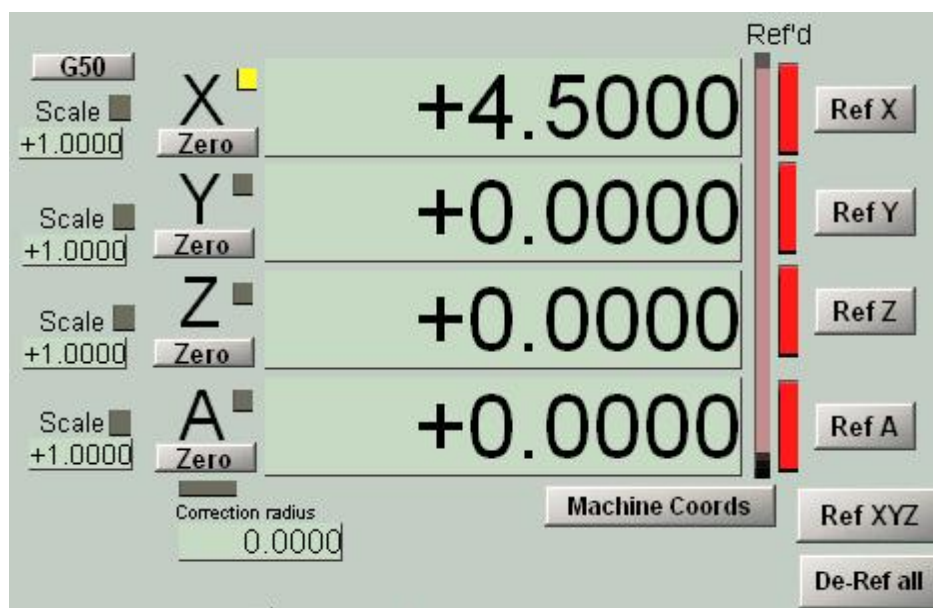 Ref'd
G50
Scale
+1.0000
X
Zero
+4.5000
Ref X
Scale
+1.0000
Y
Zero
+0.0000
Ref Y
Scale
+1.0000
Z
Zero
+0.0000
Ref Z
Scale
+1.0000
A
Zero
+0.0000
Ref A
Correction radius
0.0000
Machine Coords
Ref XYZ
De-Ref all